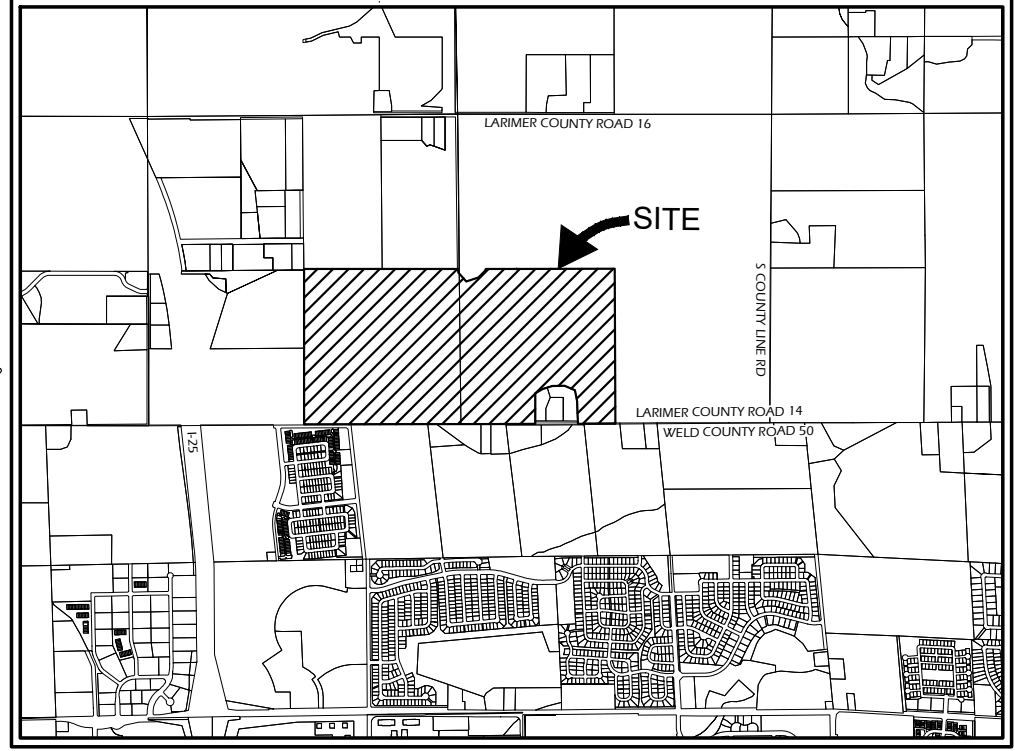 LARIMER COUNTY ROAD 16
SITE
S COUNTY LINE RD
LARIMER COUNTY ROAD 14
WELD COUNTY ROAD 50
I-25